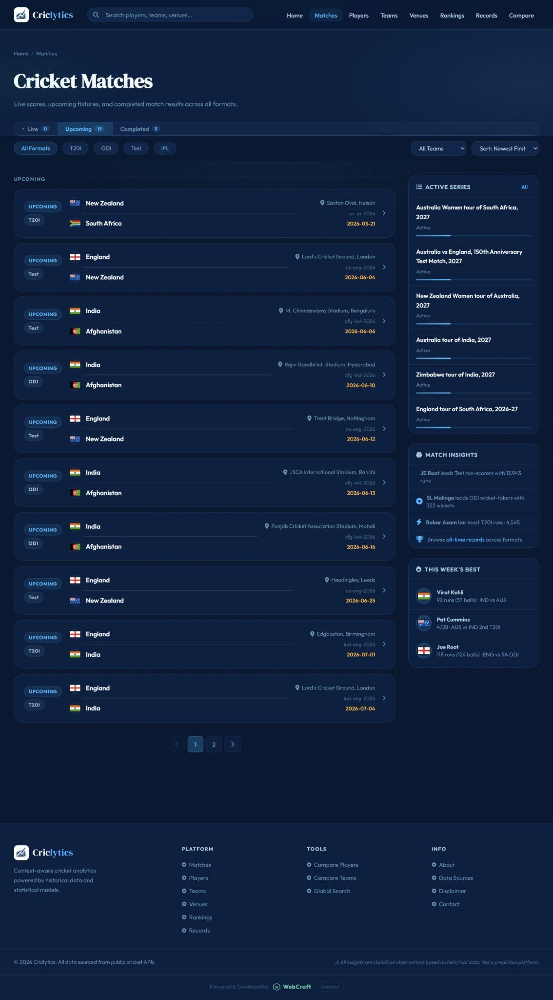 Criclytics
Search players, teams, venues...
Home Matches Players Teams Venues Rankings Records Compare
Home / Matches
Cricket Matches
Live scores, upcoming fixtures, and completed match results across all formats.
Live 0 Upcoming 19 Completed 3
All Formats T20I ODI Test IPL
All Teams Sort: Newest First
UPCOMING
UPCOMING
T20I
New Zealand
South Africa
Saxton Oval, Nelson
sa-nz-2026
2026-03-21
UPCOMING
Test
England
New Zealand
Lord's Cricket Ground, London
nz-eng-2026
2026-06-04
UPCOMING
Test
India
Afghanistan
M. Chinnaswamy Stadium, Bengaluru
afg-ind-2026
2026-06-06
UPCOMING
ODI
India
Afghanistan
Rajiv Gandhi Int. Stadium, Hyderabad
afg-ind-2026
2026-06-10
UPCOMING
Test
England
New Zealand
Trent Bridge, Nottingham
nz-eng-2026
2026-06-12
UPCOMING
ODI
India
Afghanistan
JSCA International Stadium, Ranchi
afg-ind-2026
2026-06-13
UPCOMING
ODI
India
Afghanistan
Punjab Cricket Association Stadium, Mohali
afg-ind-2026
2026-06-16
UPCOMING
Test
England
New Zealand
Headingley, Leeds
nz-eng-2026
2026-06-25
UPCOMING
T20I
England
India
Edgbaston, Birmingham
ind-eng-2026
2026-07-01
UPCOMING
T20I
England
India
Lord's Cricket Ground, London
ind-eng-2026
2026-07-04
1 2
ACTIVE SERIES All
Australia Women tour of South Africa,
2027
Active
Australia vs England, 150th Anniversary
Test Match, 2027
Active
New Zealand Women tour of Australia,
2027
Active
Australia tour of India, 2027
Active
Zimbabwe tour of India, 2027
Active
England tour of South Africa, 2026-27
Active
MATCH INSIGHTS
JE Root leads Test run-scorers with 13,943
runs
SL Malinga leads ODI wicket-takers with
322 wickets
Babar Azam has most T20I runs: 4,545
Browse all-time records across formats
THIS WEEK'S BEST
Virat Kohli
92 runs (57 balls) · IND vs AUS
Pat Cummins
4/28 · AUS vs IND 2nd T20I
Joe Root
118 runs (124 balls) · ENG vs SA ODI
Criclytics
Context-aware cricket analytics
powered by historical data and
statistical models.
PLATFORM
Matches
Players
Teams
Venues
Rankings
Records
TOOLS
Compare Players
Compare Teams
Global Search
INFO
About
Data Sources
Disclaimer
Contact
© 2026 Criclytics. All data sourced from public cricket APIs.
⚠ All insights are statistical observations based on historical data. Not a prediction platform.
Designed & Developed by WebCraft Contact